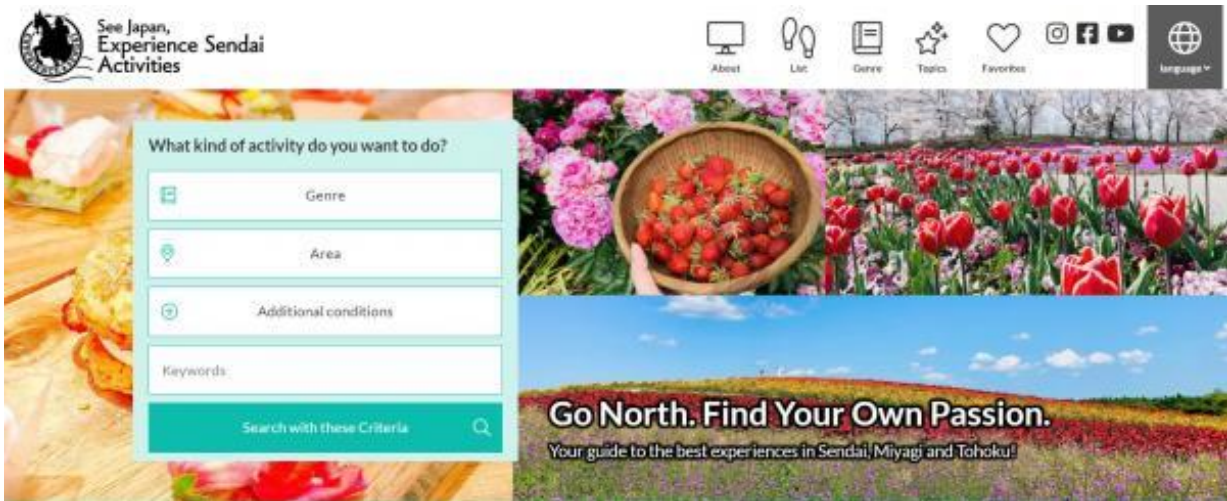 See Japan,
Experience Sendai
Activities
About
List
Genre
Topics
Favorites
language
What kind of activity do you want to do?
Genre
Area
Additional conditions
Keywords
Search with these Criteria
Go North. Find Your Own Passion.
Your guide to the best experiences in Sendai, Miyagi and Tohoku!